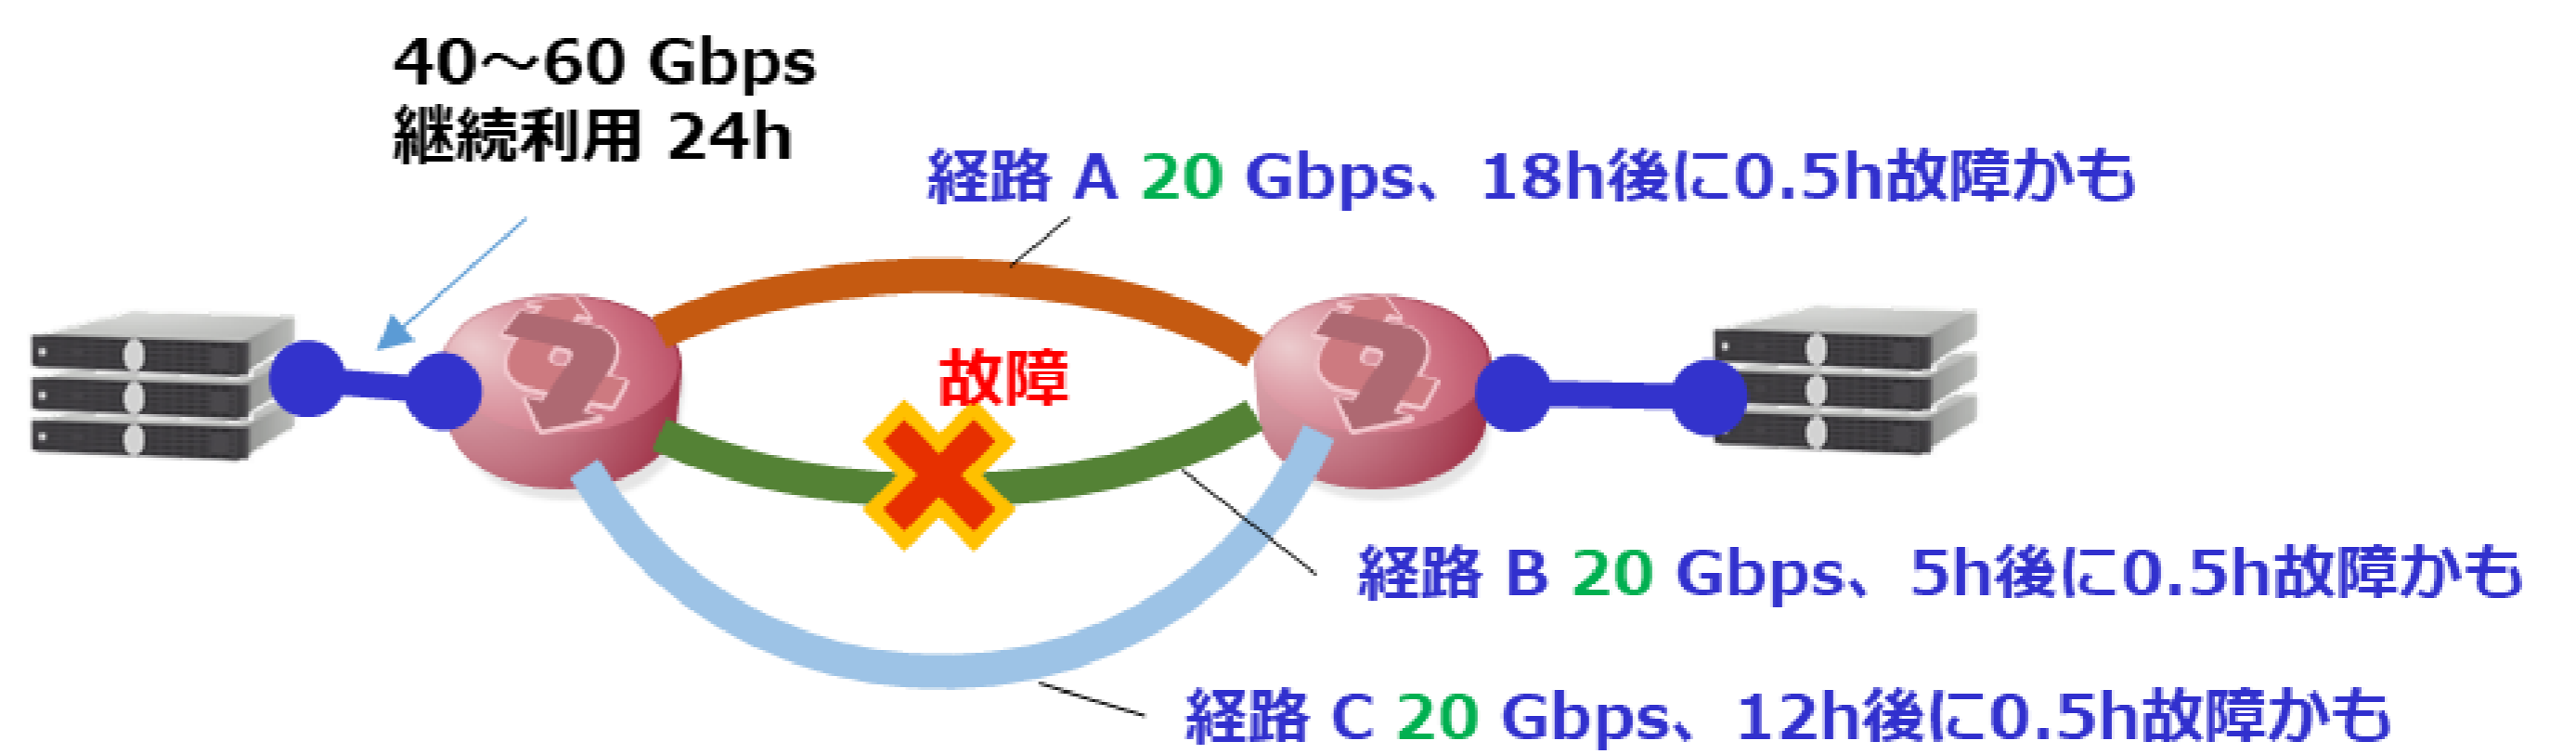 40～60 Gbps
継続利用 24h
経路 A 20 Gbps、18h後に0.5h故障かも
故障
経路 B 20 Gbps、5h後に0.5h故障かも
経路 C 20 Gbps、12h後に0.5h故障かも